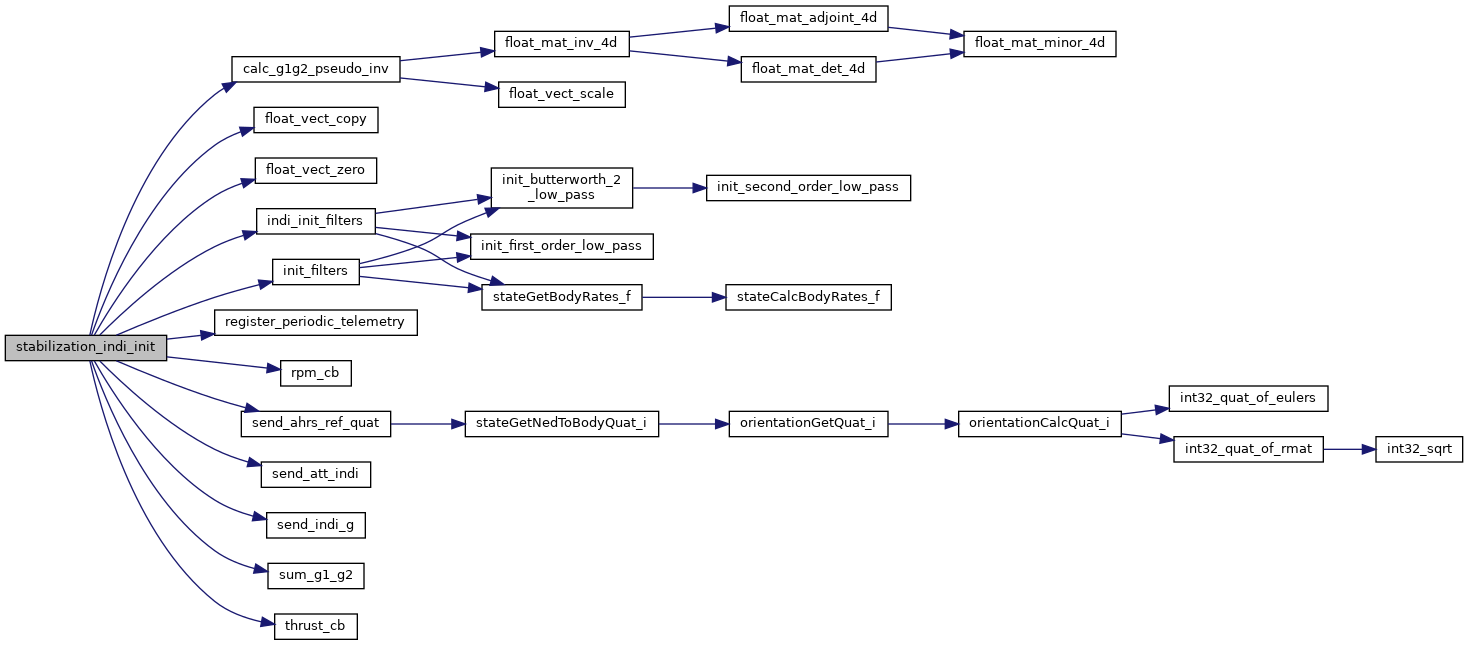 stabilization_indi_init
calc_g1g2_pseudo_inv
float_vect_copy
float_vect_zero
indi_init_filters
init_filters
register_periodic_telemetry
rpm_cb
send_ahrs_ref_quat
send_att_indi
send_indi_g
sum_g1_g2
thrust_cb
float_mat_inv_4d
float_vect_scale
init_butterworth_2
_low_pass
init_first_order_low_pass
stateGetBodyRates_f
stateGetNedToBodyQuat_i
float_mat_adjoint_4d
float_mat_det_4d
init_second_order_low_pass
stateCalcBodyRates_f
orientationGetQuat_i
float_mat_minor_4d
orientationCalcQuat_i
int32_quat_of_eulers
int32_quat_of_rmat
int32_sqrt